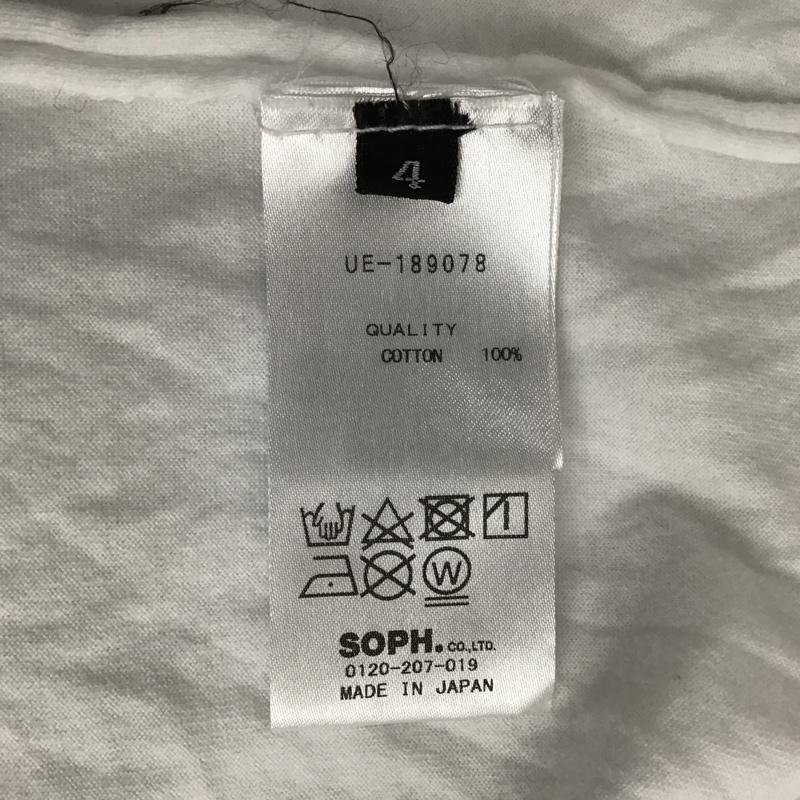 4
UE-189078
QUALITY
COTTON 100%
W
SOPH. CO.,LTD.
0120-207-019
MADE IN JAPAN